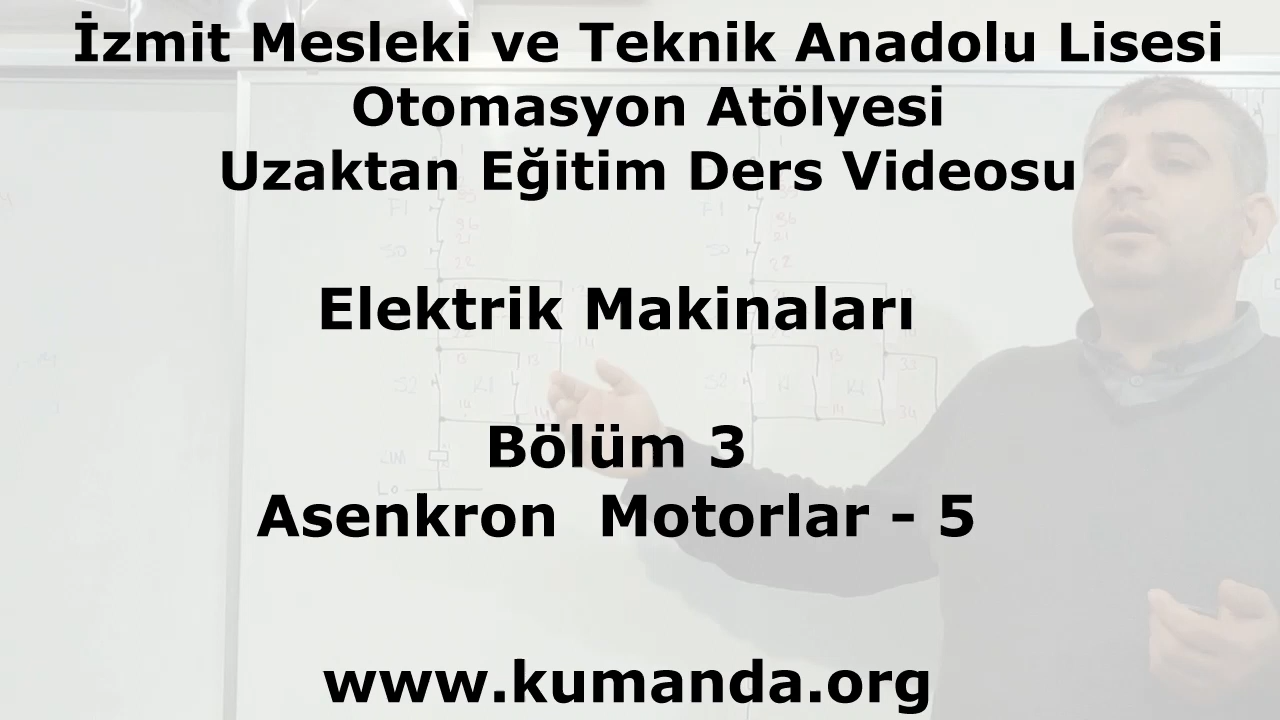 İzmit Mesleki ve Teknik Anadolu Lisesi
Otomasyon Atölyesi
Uzaktan Eğitim Ders Videosu
Elektrik Makinaları
Bölüm 3
Asenkron Motorlar - 5
www.kumanda.org